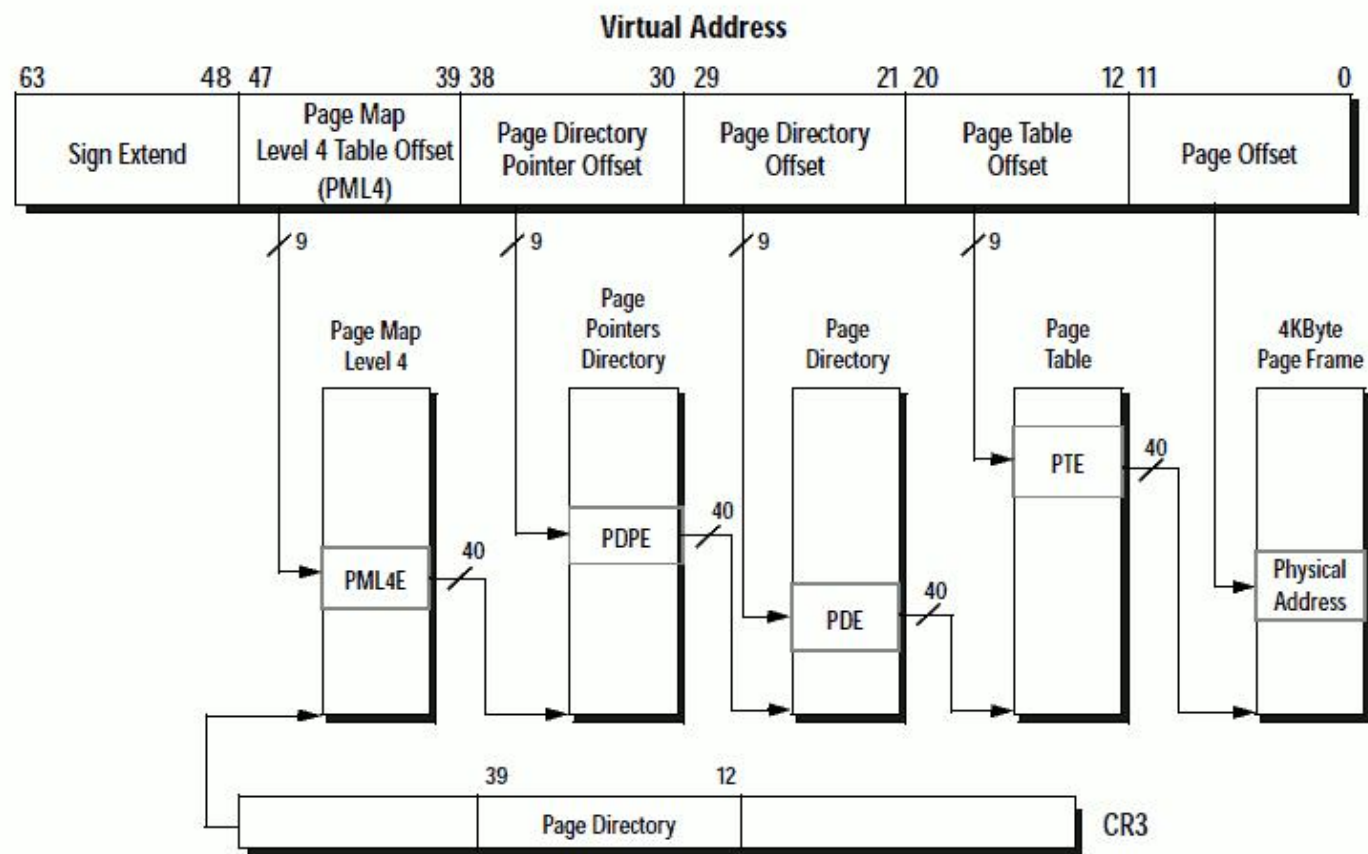 Virtual Address
63 48 47 39 38 30 29 21 20 12 11 0
Sign Extend
Page Map
Level 4 Table Offset
(PML4)
Page Directory
Pointer Offset
Page Directory
Offset
Page Table
Offset
Page Offset
9 9 9 9
Page Map
Level 4
Page
Pointers
Directory
Page
Directory
Page
Table
4KByte
Page Frame
PML4E
40
PDPE
40
PDE
40
PTE
40
Physical
Address
39 12
Page Directory
CR3